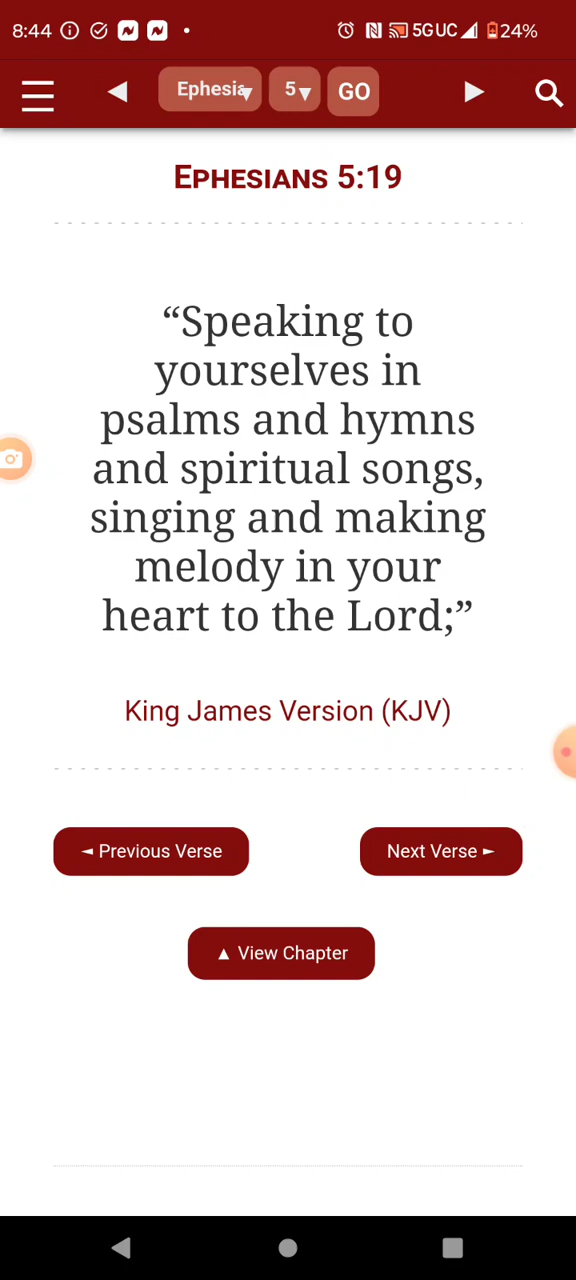 8:44 5GUC 24%
Ephesia 5 GO
EPHESIANS 5:19
“Speaking to
yourselves in
psalms and hymns
and spiritual songs,
singing and making
melody in your
heart to the Lord;”
King James Version (KJV)
◄ Previous Verse Next Verse ►
▲ View Chapter